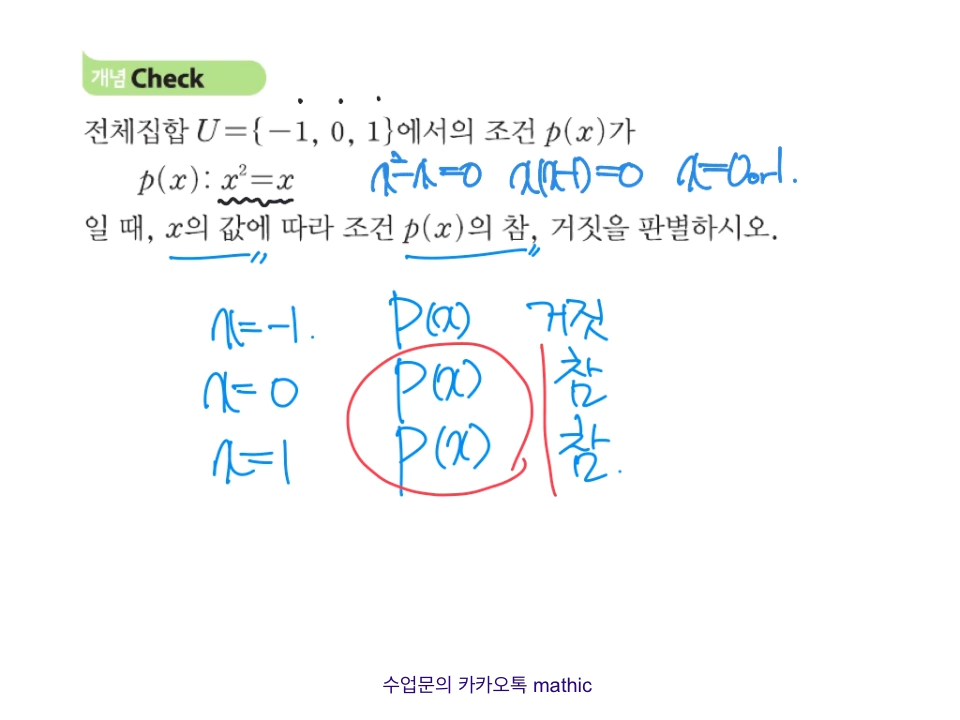 개념 Check
전체집합 U={-1, 0, 1}에서의 조건 p(x)가
p(x): x²=x x²-x=0 x(x-1)=0 x=0 or 1.
일 때, x의 값에 따라 조건 p(x)의 참, 거짓을 판별하시오.
x=-1. P(x) 거짓
x=0 P(x) 참
x=1 P(x) 참.
수업문의 카카오톡 mathic